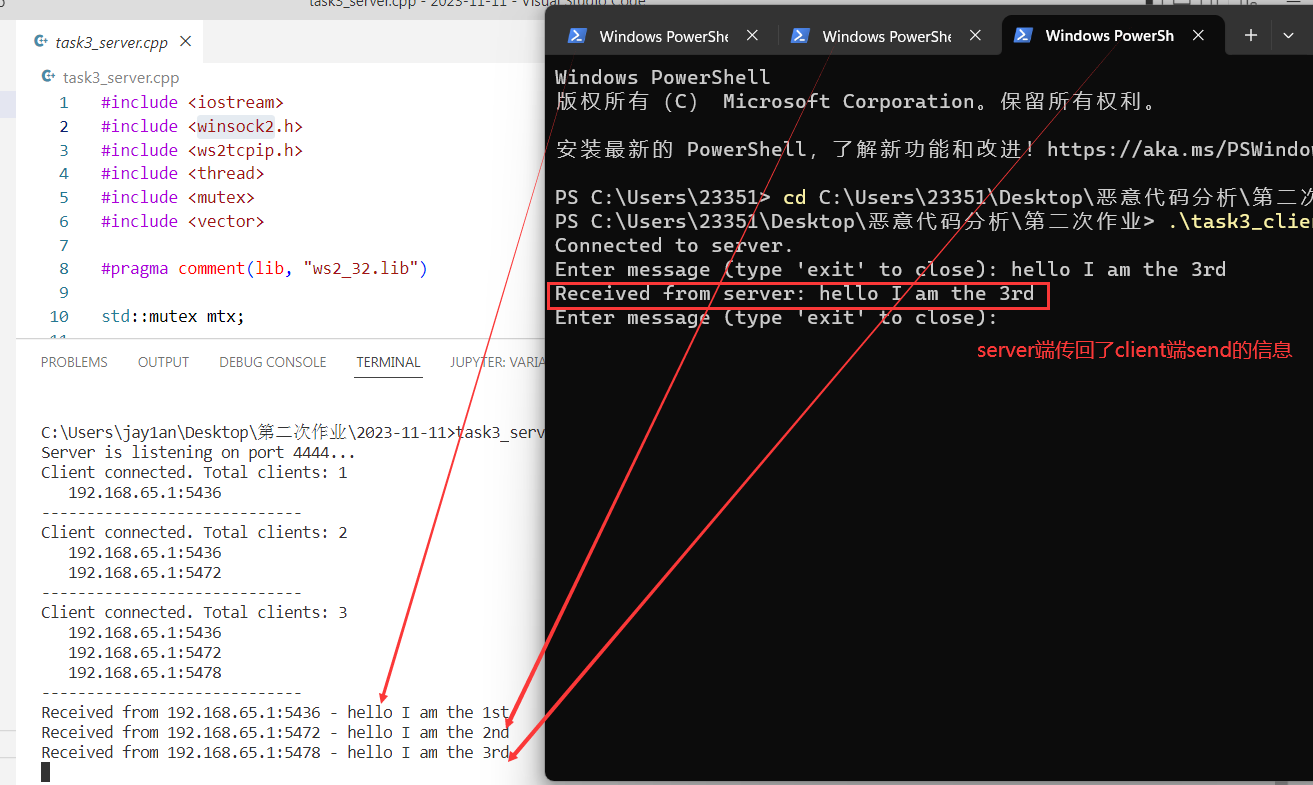 task3_server.cpp - 2023-11-11 - Visual Studio Code
task3_server.cpp
task3_server.cpp
1 #include <iostream>
2 #include <winsock2.h>
3 #include <ws2tcpip.h>
4 #include <thread>
5 #include <mutex>
6 #include <vector>
7
8 #pragma comment(lib, "ws2_32.lib")
9
10 std::mutex mtx;
11
PROBLEMS OUTPUT DEBUG CONSOLE TERMINAL JUPYTER: VARIA
C:\Users\jay1an\Desktop\第二次作业\2023-11-11>task3_serv
Server is listening on port 4444...
Client connected. Total clients: 1
192.168.65.1:5436
-----------------------------
Client connected. Total clients: 2
192.168.65.1:5436
192.168.65.1:5472
-----------------------------
Client connected. Total clients: 3
192.168.65.1:5436
192.168.65.1:5472
192.168.65.1:5478
-----------------------------
Received from 192.168.65.1:5436 - hello I am the 1st
Received from 192.168.65.1:5472 - hello I am the 2nd
Received from 192.168.65.1:5478 - hello I am the 3rd
Windows PowerShe Windows PowerShe Windows PowerSh
Windows PowerShell
版权所有 (C) Microsoft Corporation。保留所有权利。
安装最新的 PowerShell，了解新功能和改进！https://aka.ms/PSWindow
PS C:\Users\23351> cd C:\Users\23351\Desktop\恶意代码分析\第二次
PS C:\Users\23351\Desktop\恶意代码分析\第二次作业> .\task3_clien
Connected to server.
Enter message (type 'exit' to close): hello I am the 3rd
Received from server: hello I am the 3rd
Enter message (type 'exit' to close):
server端传回了client端send的信息